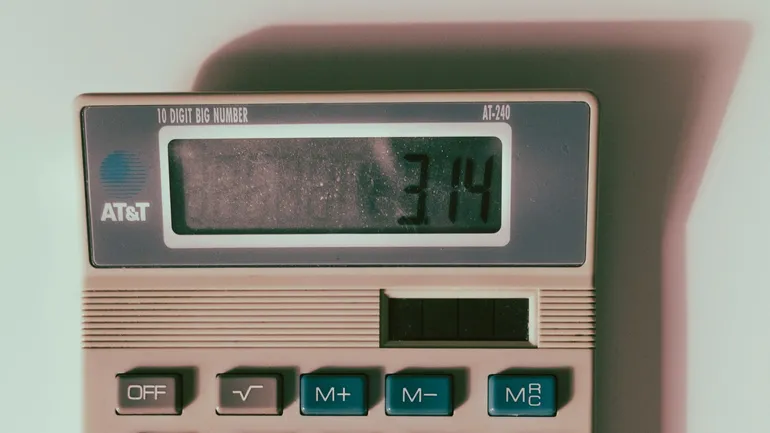 10 DIGIT BIG NUMBER AT-240
3.14
AT&T
OFF √ M+ M− MRC